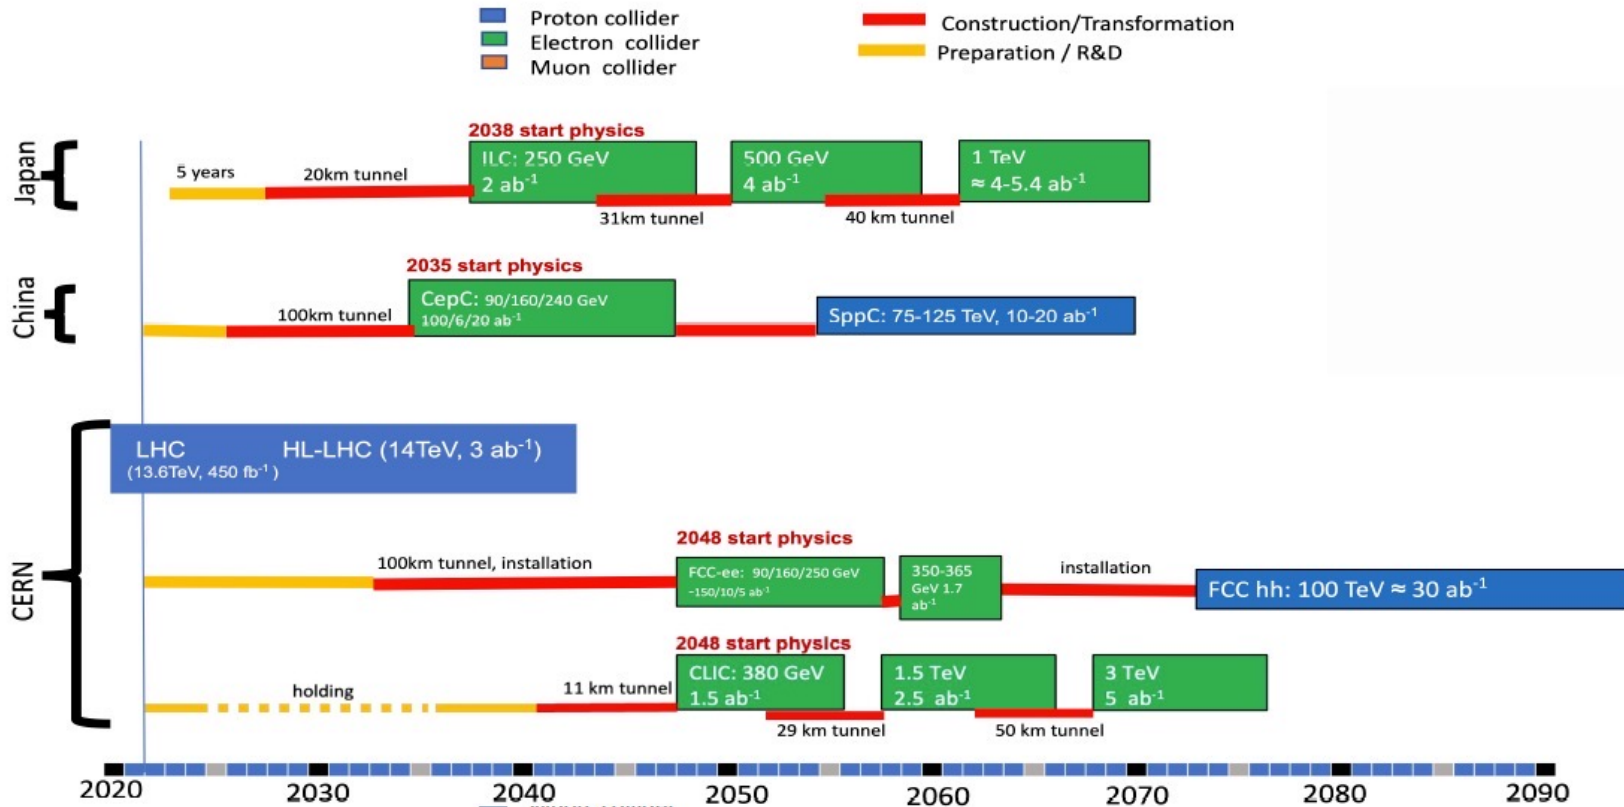 Proton collider
Electron collider
Muon collider
Construction/Transformation
Preparation / R&D
Japan
5 years
20km tunnel
2038 start physics
ILC: 250 GeV
2 ab⁻¹
31km tunnel
500 GeV
4 ab⁻¹
40 km tunnel
1 TeV
≈ 4-5.4 ab⁻¹
China
100km tunnel
2035 start physics
CepC: 90/160/240 GeV
100/6/20 ab⁻¹
SppC: 75-125 TeV, 10-20 ab⁻¹
CERN
LHC
(13.6TeV, 450 fb⁻¹ )
HL-LHC (14TeV, 3 ab⁻¹)
100km tunnel, installation
2048 start physics
FCC-ee: 90/160/250 GeV
~150/10/5 ab⁻¹
350-365
GeV 1.7
ab⁻¹
installation
FCC hh: 100 TeV ≈ 30 ab⁻¹
holding
11 km tunnel
2048 start physics
CLIC: 380 GeV
1.5 ab⁻¹
29 km tunnel
1.5 TeV
2.5 ab⁻¹
50 km tunnel
3 TeV
5 ab⁻¹
2020 2030 2040 2050 2060 2070 2080 2090